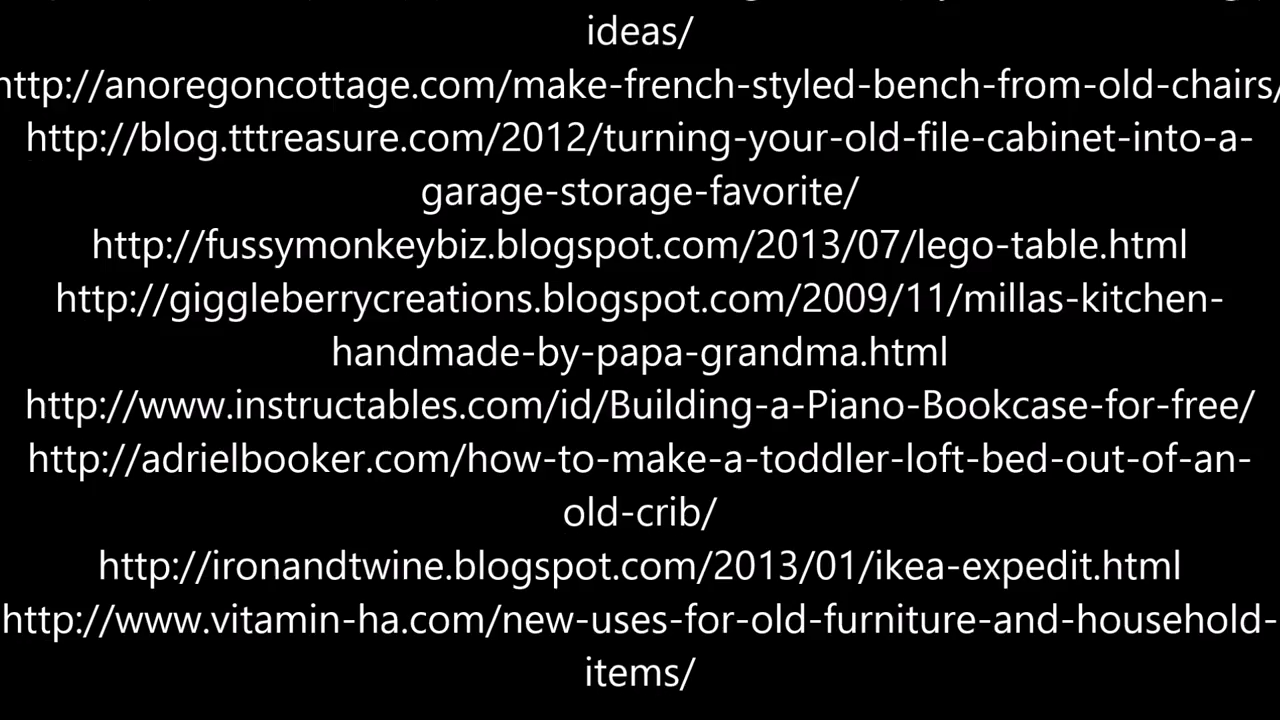 ideas/
http://anoregoncottage.com/make-french-styled-bench-from-old-chairs/
http://blog.tttreasure.com/2012/turning-your-old-file-cabinet-into-a-
garage-storage-favorite/
http://fussymonkeybiz.blogspot.com/2013/07/lego-table.html
http://giggleberrycreations.blogspot.com/2009/11/millas-kitchen-
handmade-by-papa-grandma.html
http://www.instructables.com/id/Building-a-Piano-Bookcase-for-free/
http://adrielbooker.com/how-to-make-a-toddler-loft-bed-out-of-an-
old-crib/
http://ironandtwine.blogspot.com/2013/01/ikea-expedit.html
http://www.vitamin-ha.com/new-uses-for-old-furniture-and-household-
items/